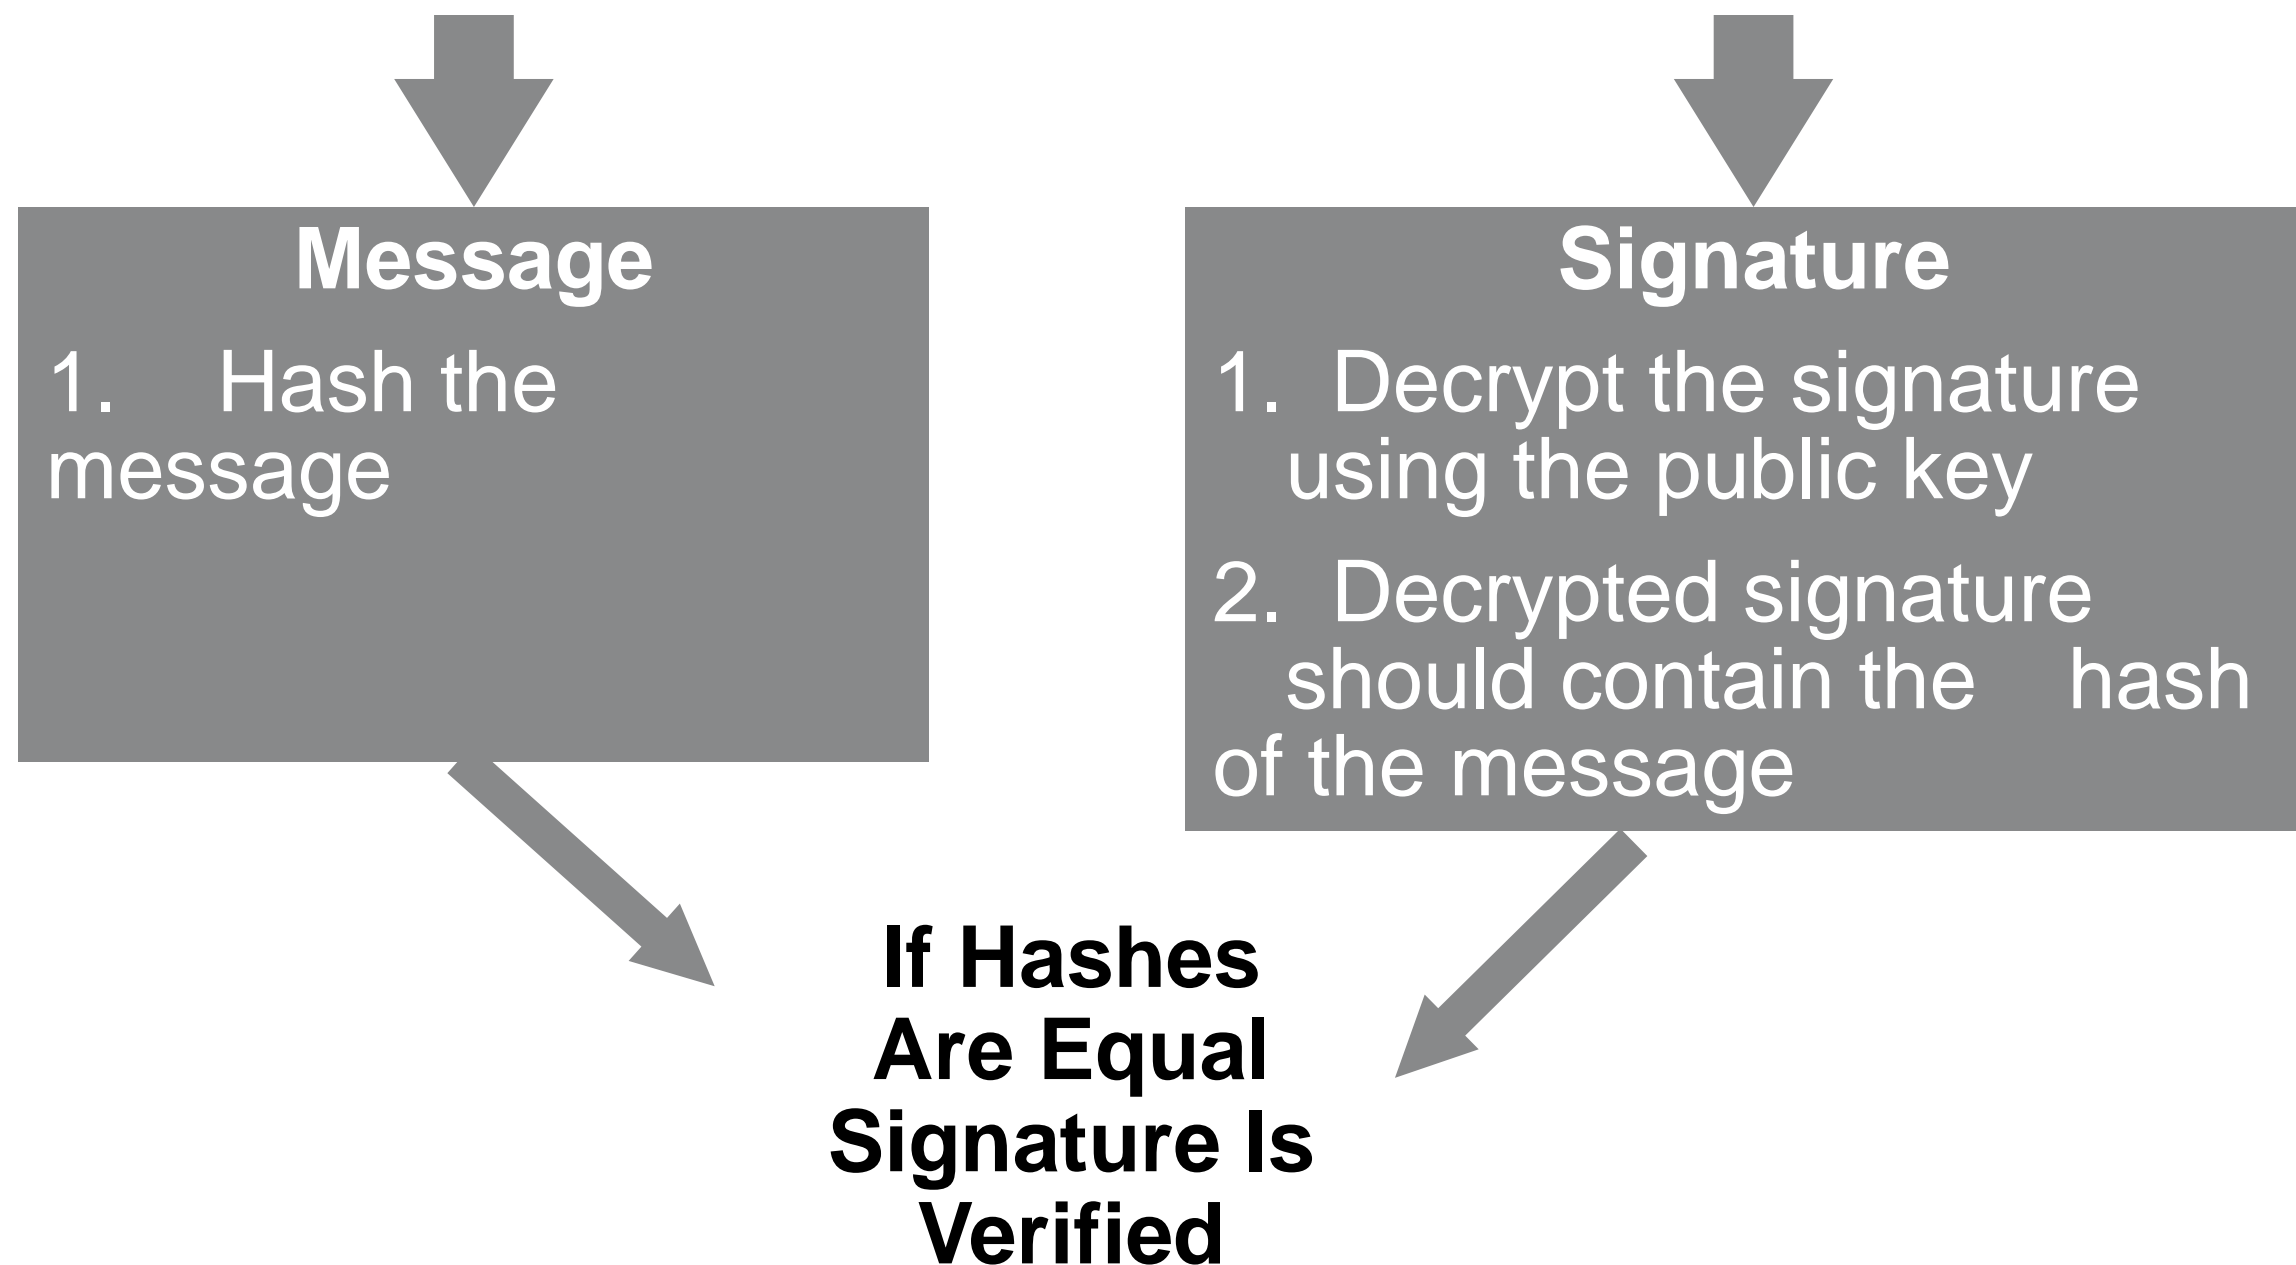 Message
1. Hash the
message
Signature
1. Decrypt the signature
using the public key
2. Decrypted signature
should contain the hash
of the message
If Hashes
Are Equal
Signature Is
Verified